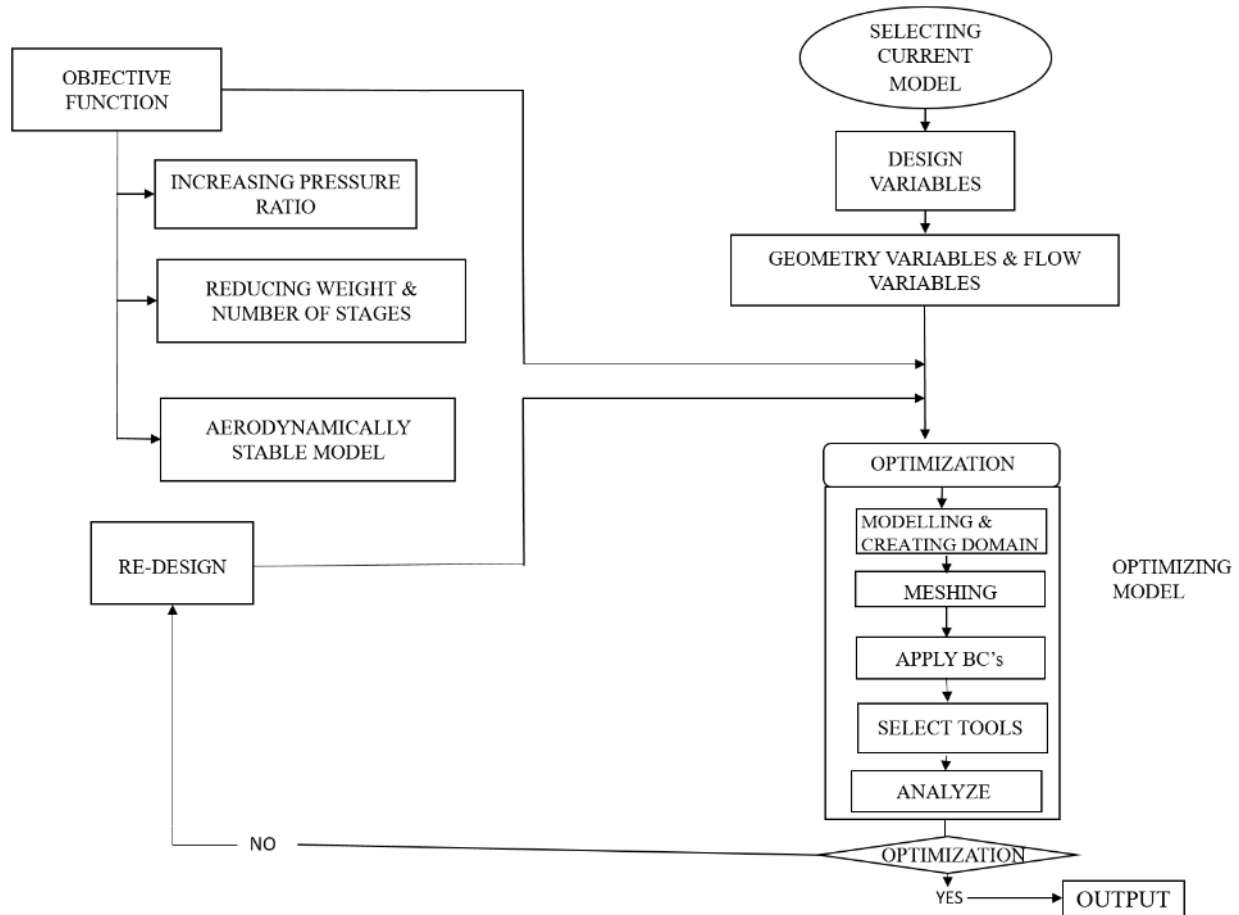 SELECTING
CURRENT
MODEL
OBJECTIVE
FUNCTION
DESIGN
VARIABLES
INCREASING PRESSURE
RATIO
GEOMETRY VARIABLES & FLOW
VARIABLES
REDUCING WEIGHT &
NUMBER OF STAGES
AERODYNAMICALLY
STABLE MODEL
OPTIMIZATION
MODELLING &
CREATING DOMAIN
RE-DESIGN
OPTIMIZING
MODEL
MESHING
APPLY BC’s
SELECT TOOLS
ANALYZE
NO
OPTIMIZATION
YES
OUTPUT